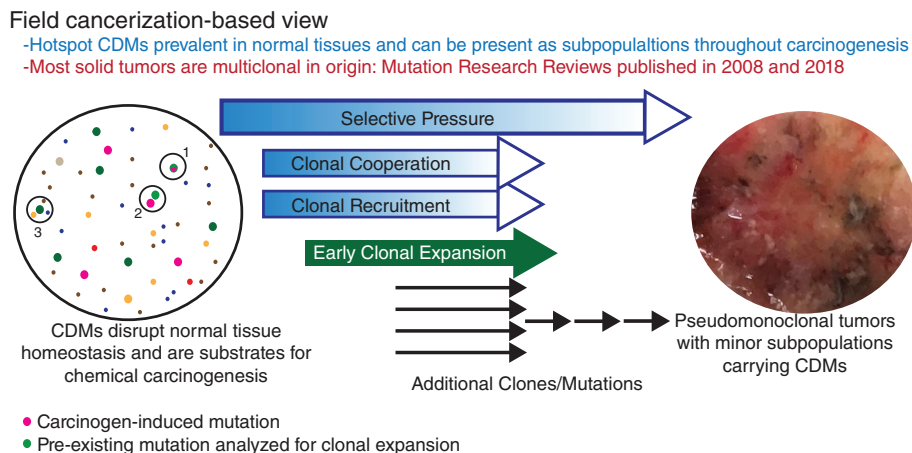 Field cancerization-based view
-Hotspot CDMs prevalent in normal tissues and can be present as subpopulaltions throughout carcinogenesis
-Most solid tumors are multiclonal in origin: Mutation Research Reviews published in 2008 and 2018
Selective Pressure
1
Clonal Cooperation
2
Clonal Recruitment
3
Early Clonal Expansion
CDMs disrupt normal tissue
homeostasis and are substrates for
chemical carcinogenesis
Additional Clones/Mutations
Pseudomonoclonal tumors
with minor subpopulations
carrying CDMs
Carcinogen-induced mutation
Pre-existing mutation analyzed for clonal expansion